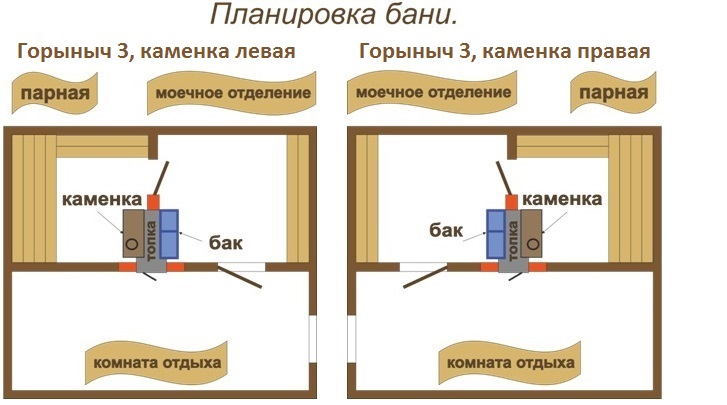 Планировка бани.
Горыныч 3, каменка левая
Горыныч 3, каменка правая
парная
моечное отделение
моечное отделение
парная
каменка
топка
бак
бак
топка
каменка
комната отдыха
комната отдыха